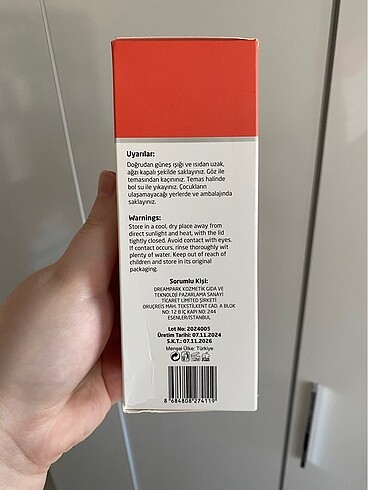 Uyarılar:
Doğrudan güneş ışığı ve ısıdan uzak,
ağzı kapalı şekilde saklayınız. Göz ile
temasından kaçınınız. Temas halinde
bol su ile yıkayınız. Çocukların
ulaşamayacağı yerlerde ve ambalajında
saklayınız.
Warnings:
Store in a cool, dry place away from
direct sunlight and heat, with the lid
tightly closed. Avoid contact with eyes.
If contact occurs, rinse thoroughly wit
plenty of water. Keep out of reach of
children and store in its original
packaging.
Sorumlu Kişi:
DREAMPARK KOZMETİK GIDA VE
TEKNOLOJİ PAZARLAMA SANAYİ
TİCARET LİMİTED ŞİRKETİ
ORUÇREİS MAH. TEKSTİLKENT CAD. A BLOK
NO: 12 B İÇ KAPI NO: 244
ESENLER/İSTANBUL
Lot No: 2024005
Üretim Tarihi: 07.11.2024
S.K.T.: 07.11.2026
Menşei Ülke: Türkiye
8 684808 274119